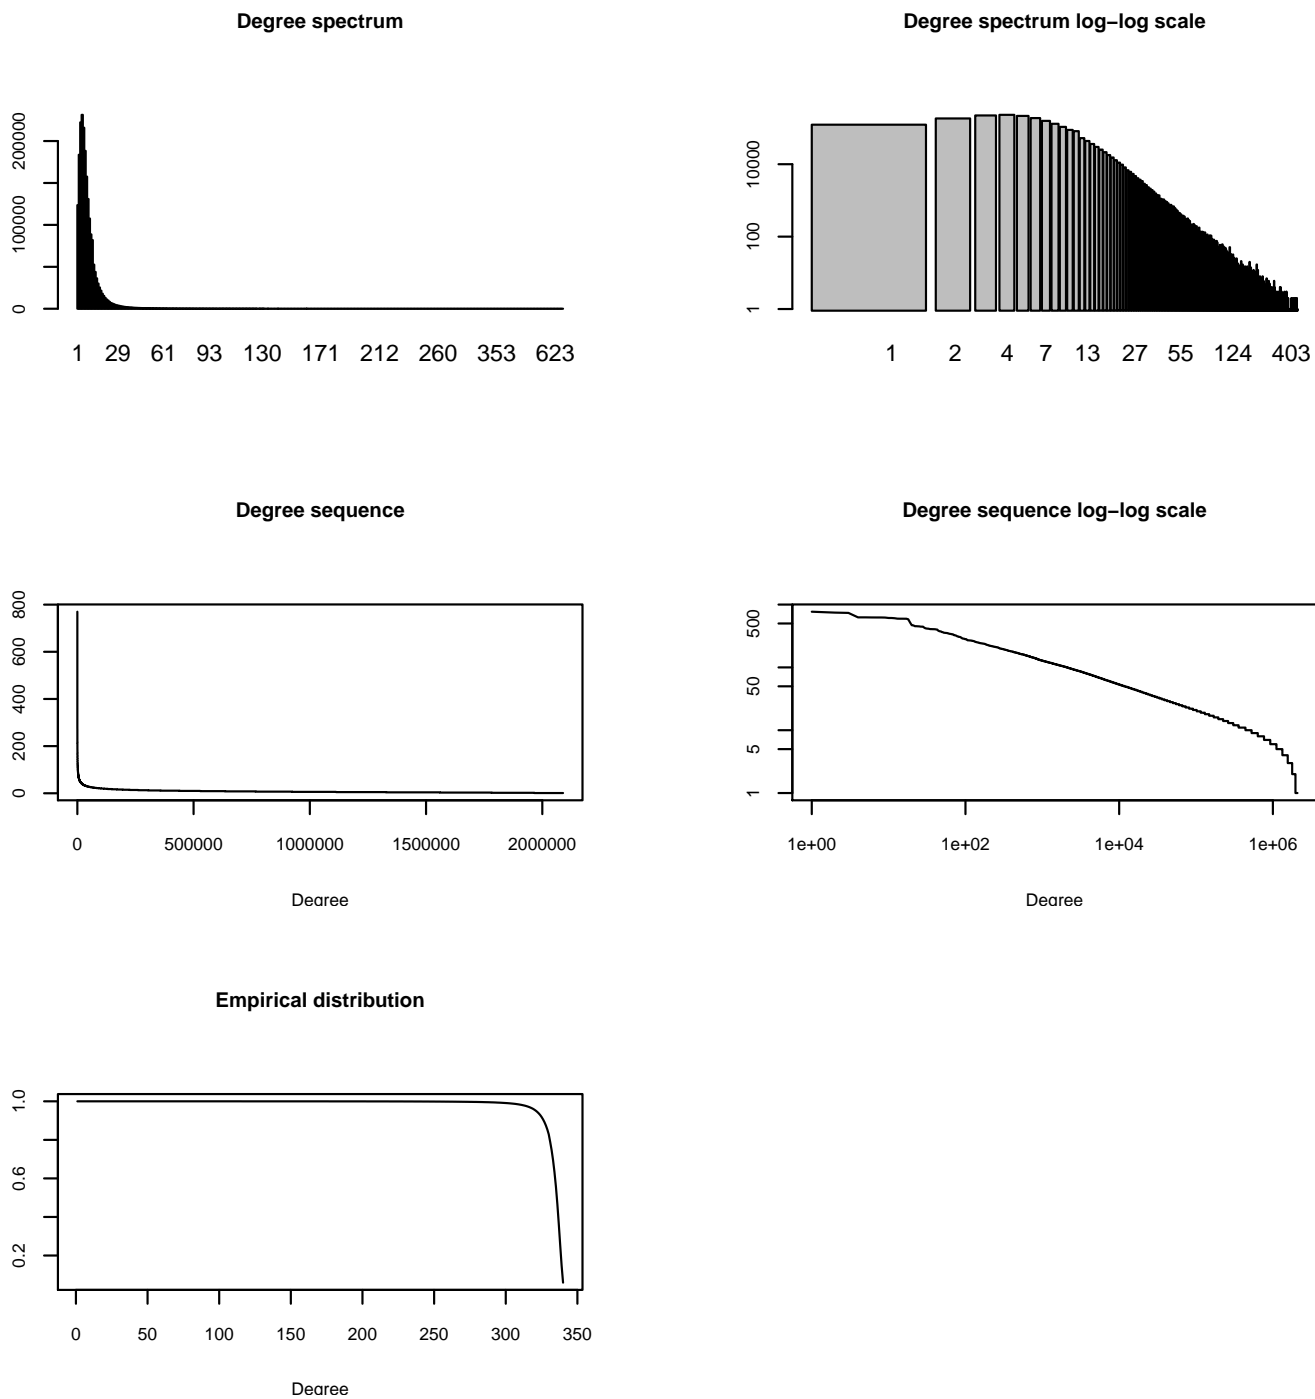 Degree spectrum
200000
100000
0
1 29 61 93 130 171 212 260 353 623
Degree spectrum log−log scale
10000
100
1
1 2 4 7 13 27 55 124 403
Degree sequence
800
600
400
200
0
0 500000 1000000 1500000 2000000
Degree
Degree sequence log−log scale
500
50
5
1
1e+00 1e+02 1e+04 1e+06
Degree
Empirical distribution
1.0
0.6
0.2
0 50 100 150 200 250 300 350
Degree